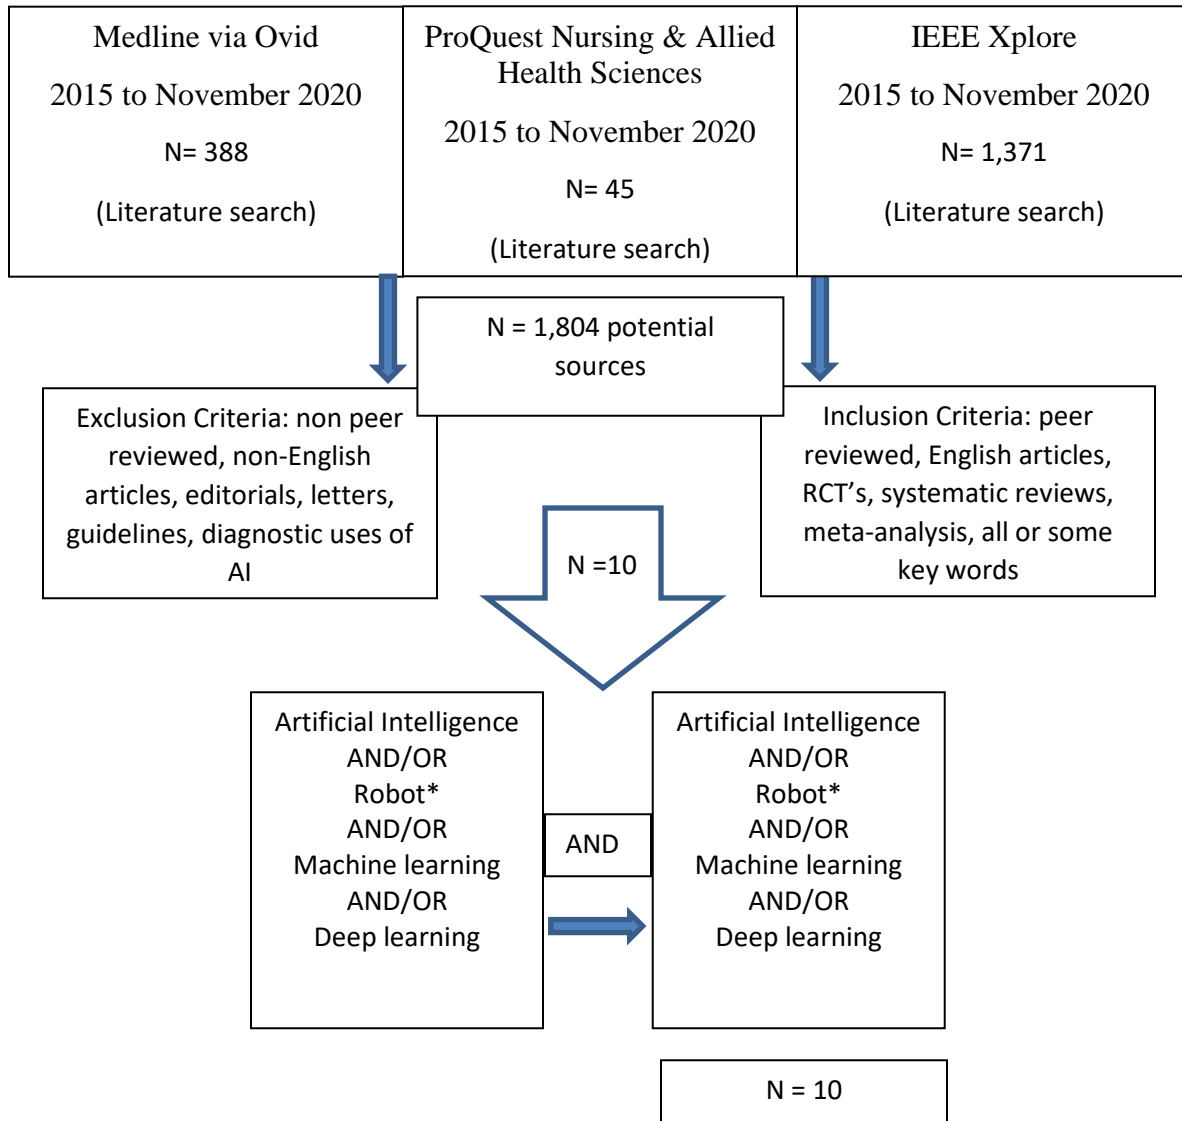 Medline via Ovid
2015 to November 2020
N= 388
(Literature search)
ProQuest Nursing & Allied
Health Sciences
2015 to November 2020
N= 45
(Literature search)
IEEE Xplore
2015 to November 2020
N= 1,371
(Literature search)
N = 1,804 potential
sources
Exclusion Criteria: non peer
reviewed, non-English
articles, editorials, letters,
guidelines, diagnostic uses of
AI
Inclusion Criteria: peer
reviewed, English articles,
RCT’s, systematic reviews,
meta-analysis, all or some
key words
N =10
Artificial Intelligence
AND/OR
Robot*
AND/OR
Machine learning
AND/OR
Deep learning
AND
Artificial Intelligence
AND/OR
Robot*
AND/OR
Machine learning
AND/OR
Deep learning
N = 10